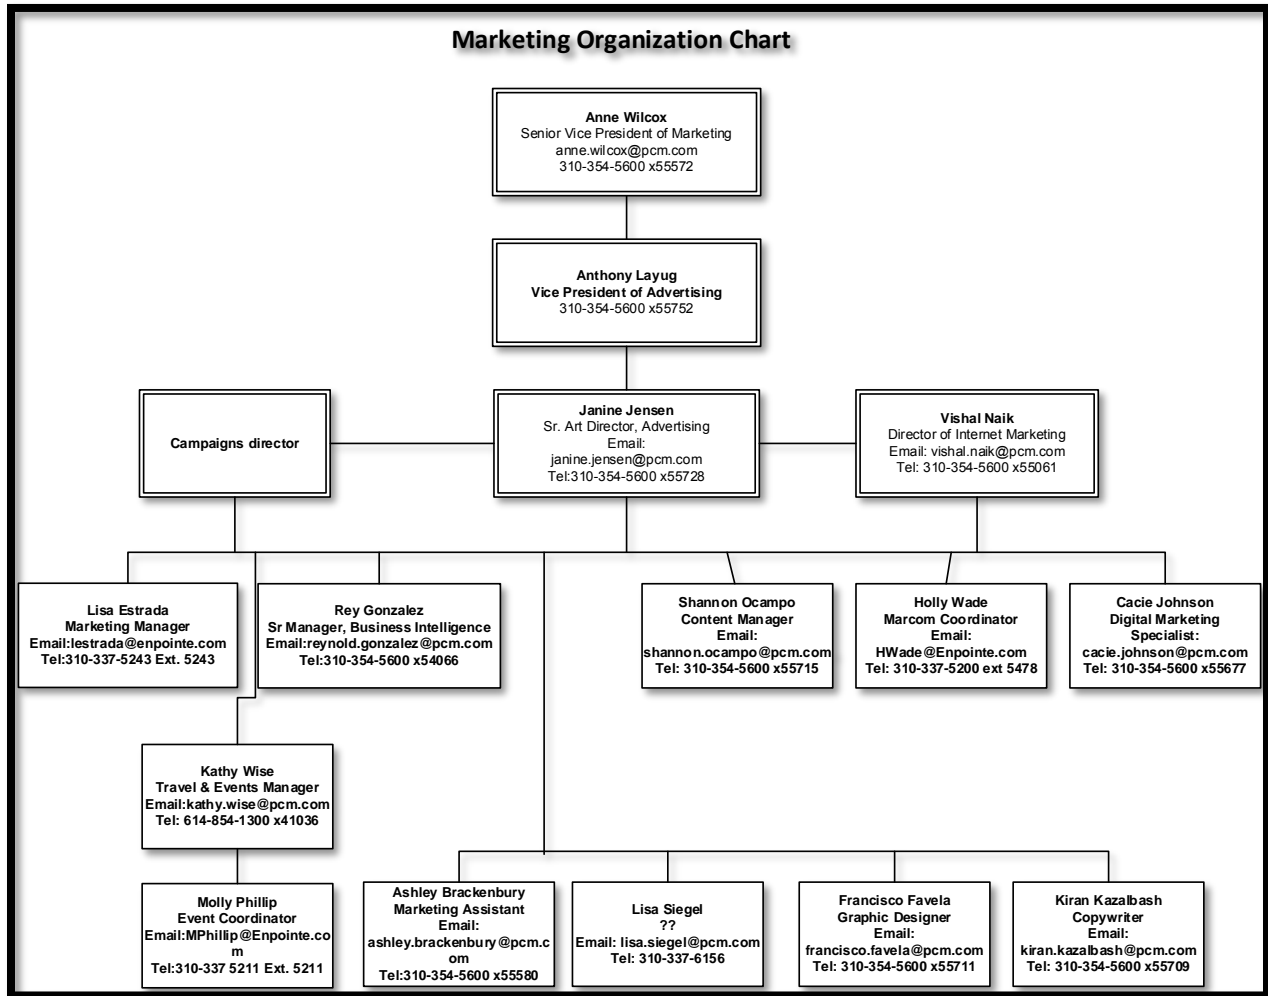 Marketing Organization Chart
Anne Wilcox
Senior Vice President of Marketing
anne.wilcox@pcm.com
310-354-5600 x55572
Anthony Layug
Vice President of Advertising
310-354-5600 x55752
Campaigns director
Janine Jensen
Sr. Art Director, Advertising
Email:
janine.jensen@pcm.com
Tel:310-354-5600 x55728
Vishal Naik
Director of Internet Marketing
Email: vishal.naik@pcm.com
Tel: 310-354-5600 x55061
Lisa Estrada
Marketing Manager
Email:lestrada@enpointe.com
Tel:310-337-5243 Ext. 5243
Rey Gonzalez
Sr Manager, Business Intelligence
Email:reynold.gonzalez@pcm.com
Tel:310-354-5600 x54066
Shannon Ocampo
Content Manager
Email:
shannon.ocampo@pcm.com
Tel: 310-354-5600 x55715
Holly Wade
Marcom Coordinator
Email:
HWade@Enpointe.com
Tel: 310-337-5200 ext 5478
Cacie Johnson
Digital Marketing
Specialist:
cacie.johnson@pcm.com
Tel: 310-354-5600 x55677
Kathy Wise
Travel & Events Manager
Email:kathy.wise@pcm.com
Tel: 614-854-1300 x41036
Molly Phillip
Event Coordinator
Email:MPhillip@Enpointe.co
m
Tel:310-337 5211 Ext. 5211
Ashley Brackenbury
Marketing Assistant
Email:
ashley.brackenbury@pcm.c
om
Tel:310-354-5600 x55580
Lisa Siegel
??
Email: lisa.siegel@pcm.com
Tel: 310-337-6156
Francisco Favela
Graphic Designer
Email:
francisco.favela@pcm.com
Tel: 310-354-5600 x55711
Kiran Kazalbash
Copywriter
Email:
kiran.kazalbash@pcm.com
Tel: 310-354-5600 x55709